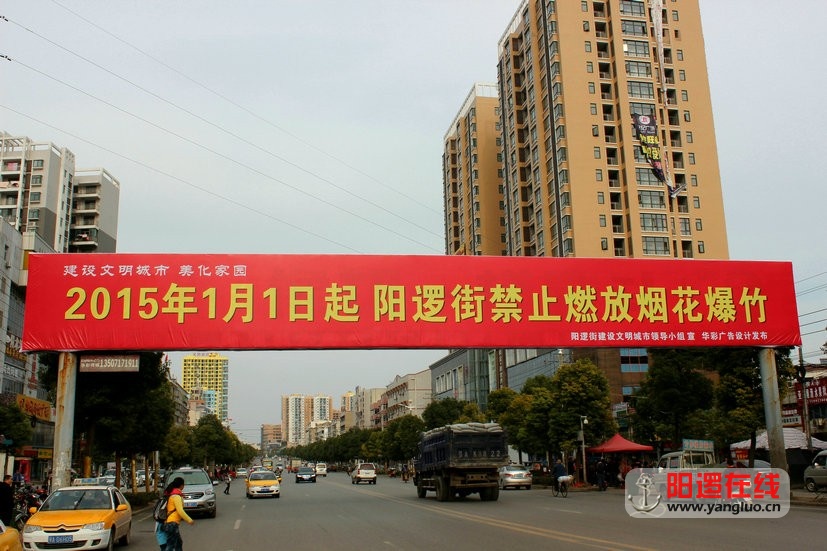 建设文明城市 美化家园
2015年1月1日起 阳逻街禁止燃放烟花爆竹
阳逻街建设文明城市领导小组 宣 华彩广告设计发布
13507171911
阳逻在线
www.yangluo.cn